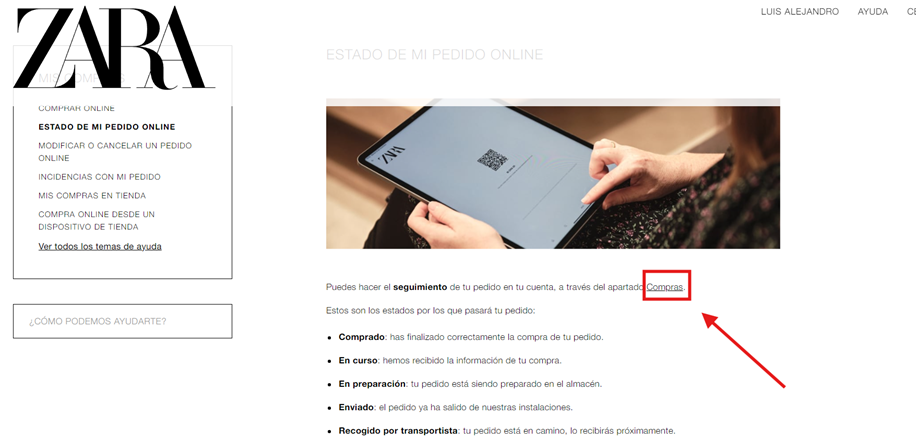 ZARA
LUIS ALEJANDRO AYUDA
MIS COMPRAS
COMPRAR ONLINE
ESTADO DE MI PEDIDO ONLINE
MODIFICAR O CANCELAR UN PEDIDO
ONLINE
INCIDENCIAS CON MI PEDIDO
MIS COMPRAS EN TIENDA
COMPRA ONLINE DESDE UN
DISPOSITIVO DE TIENDA
Ver todos los temas de ayuda
¿CÓMO PODEMOS AYUDARTE?
ESTADO DE MI PEDIDO ONLINE
ZARA
Puedes hacer el seguimiento de tu pedido en tu cuenta, a través del apartado Compras.
Estos son los estados por los que pasará tu pedido:
• Comprado: has finalizado correctamente la compra de tu pedido.
• En curso: hemos recibido la información de tu compra.
• En preparación: tu pedido está siendo preparado en el almacén.
• Enviado: el pedido ya ha salido de nuestras instalaciones.
• Recogido por transportista: tu pedido está en camino, lo recibirás próximamente.